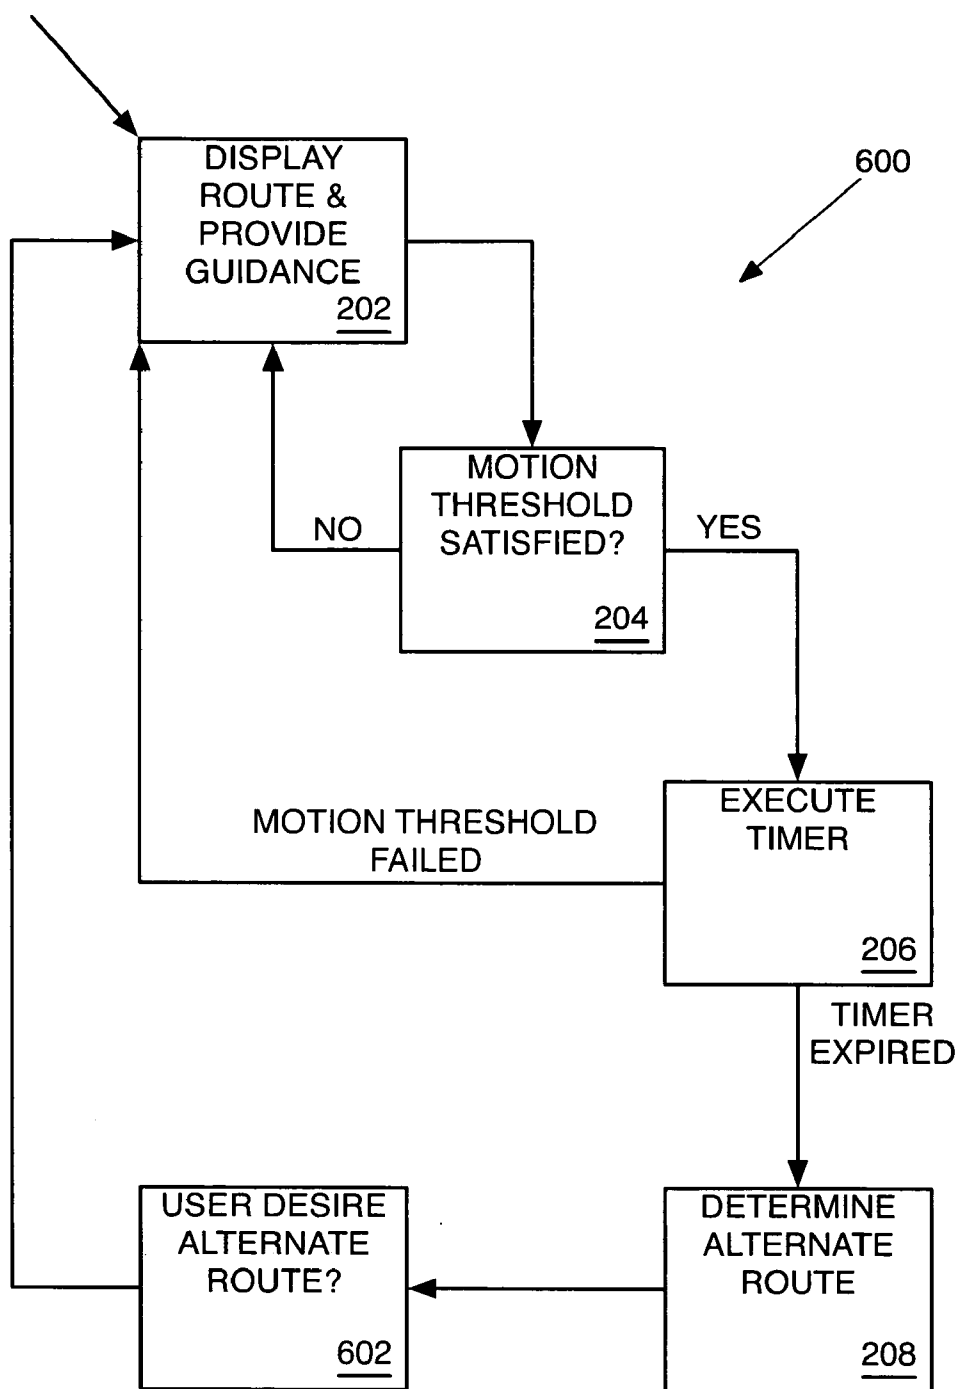 DISPLAY
ROUTE &
PROVIDE
GUIDANCE
202
600
MOTION
THRESHOLD
SATISFIED?
204
NO
YES
EXECUTE
TIMER
206
MOTION THRESHOLD
FAILED
TIMER
EXPIRED
USER DESIRE
ALTERNATE
ROUTE?
602
DETERMINE
ALTERNATE
ROUTE
208